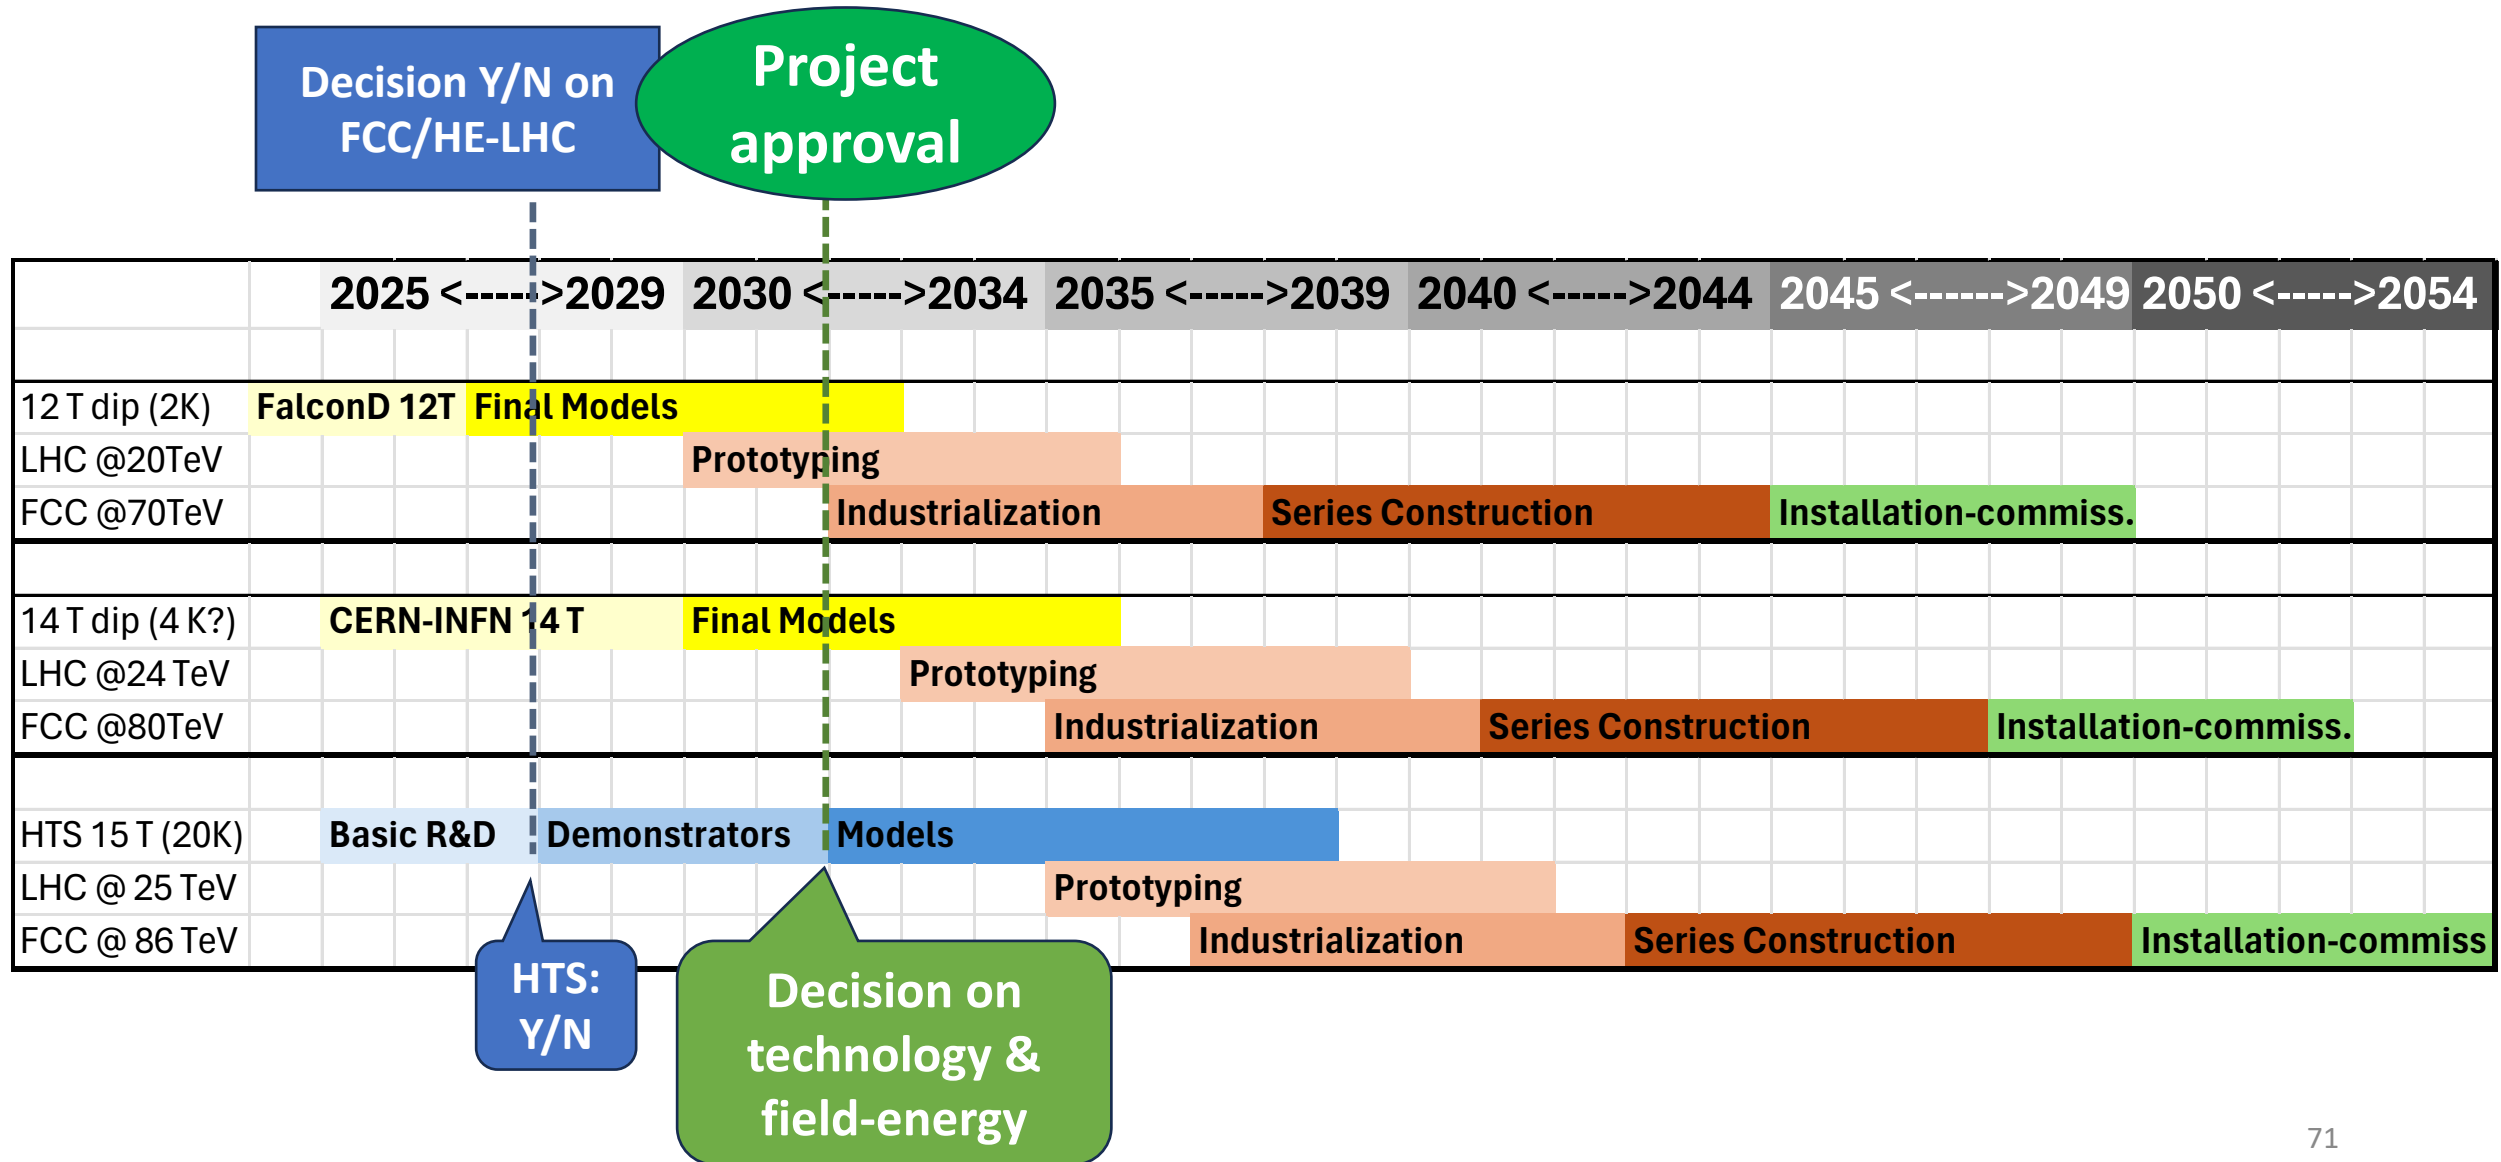 Decision Y/N on
FCC/HE-LHC
Project
approval
2025 <----->2029 2030 <----->2034 2035 <----->2039 2040 <----->2044 2045 <------>2049 2050 <----->2054
12 T dip (2K) FalconD 12T Final Models
LHC @20TeV Prototyping
FCC @70TeV Industrialization Series Construction Installation-commiss.
14 T dip (4 K?) CERN-INFN 14 T Final Models
LHC @24 TeV Prototyping
FCC @80TeV Industrialization Series Construction Installation-commiss.
HTS 15 T (20K) Basic R&D Demonstrators Models
LHC @ 25 TeV Prototyping
FCC @ 86 TeV Industrialization Series Construction Installation-commiss
HTS:
Y/N
Decision on
technology &
field-energy
71